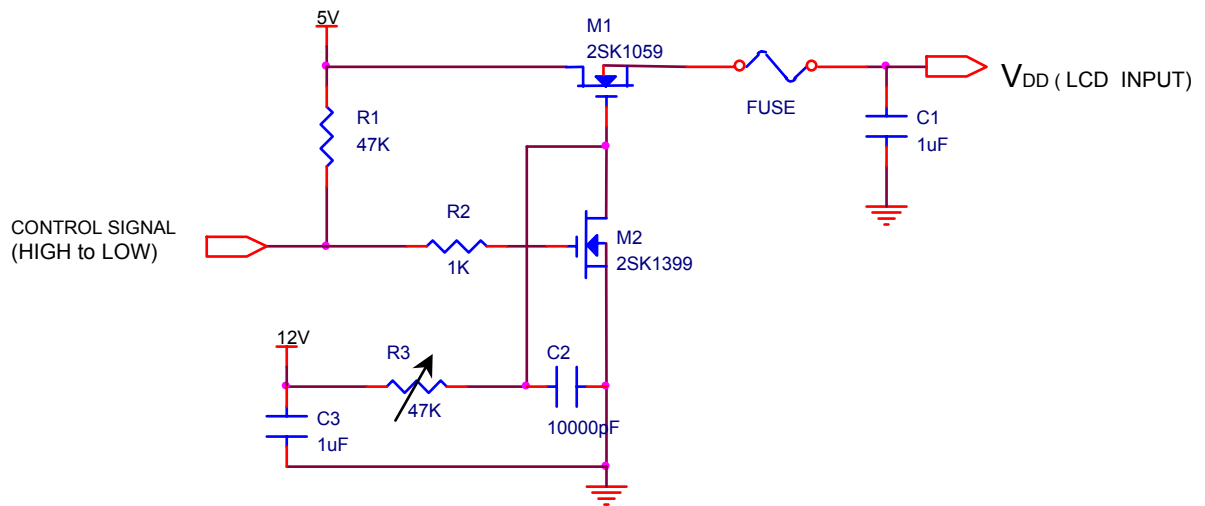 5V
M1
2SK1059
VDD ( LCD INPUT)
FUSE
R1
47K
C1
1uF
CONTROL SIGNAL
(HIGH to LOW)
R2
1K
M2
2SK1399
12V
R3
47K
C2
10000pF
C3
1uF